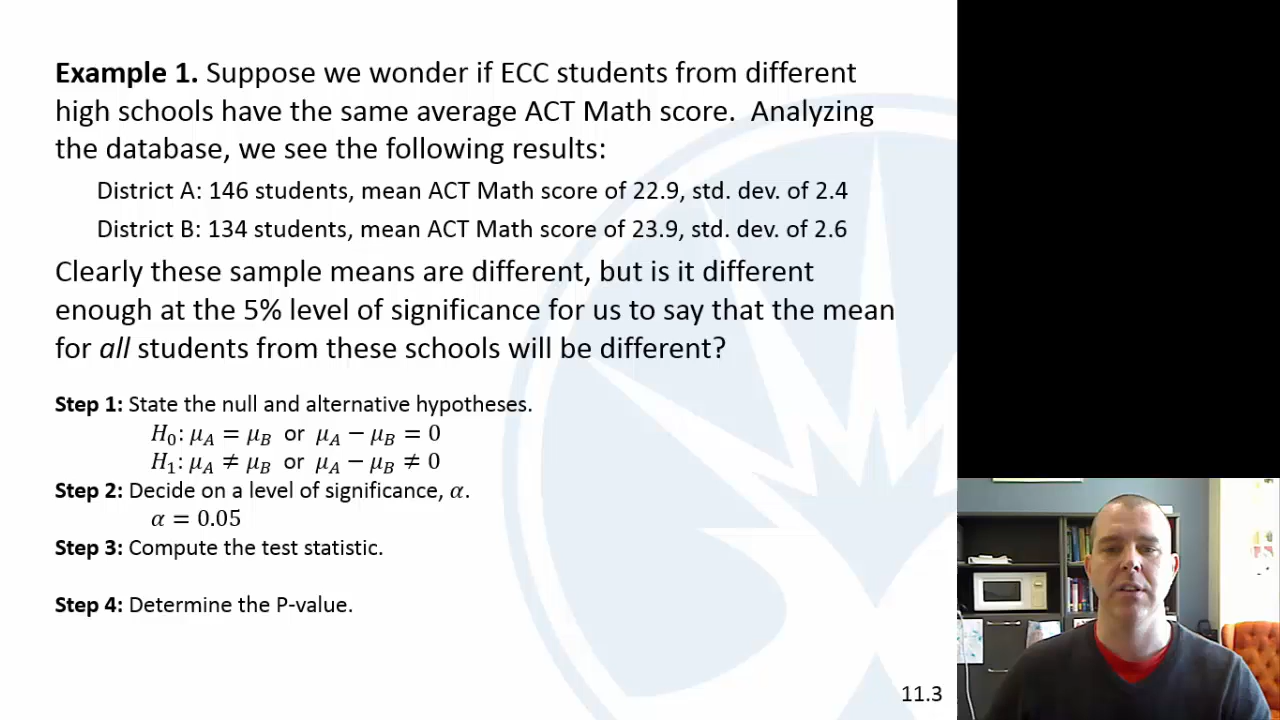 Example 1. Suppose we wonder if ECC students from different
high schools have the same average ACT Math score. Analyzing
the database, we see the following results:
District A: 146 students, mean ACT Math score of 22.9, std. dev. of 2.4
District B: 134 students, mean ACT Math score of 23.9, std. dev. of 2.6
Clearly these sample means are different, but is it different
enough at the 5% level of significance for us to say that the mean
for all students from these schools will be different?
Step 1: State the null and alternative hypotheses.
H₀: μ_A = μ_B or μ_A − μ_B = 0
H₁: μ_A ≠ μ_B or μ_A − μ_B ≠ 0
Step 2: Decide on a level of significance, α.
α = 0.05
Step 3: Compute the test statistic.
Step 4: Determine the P-value.
11.3